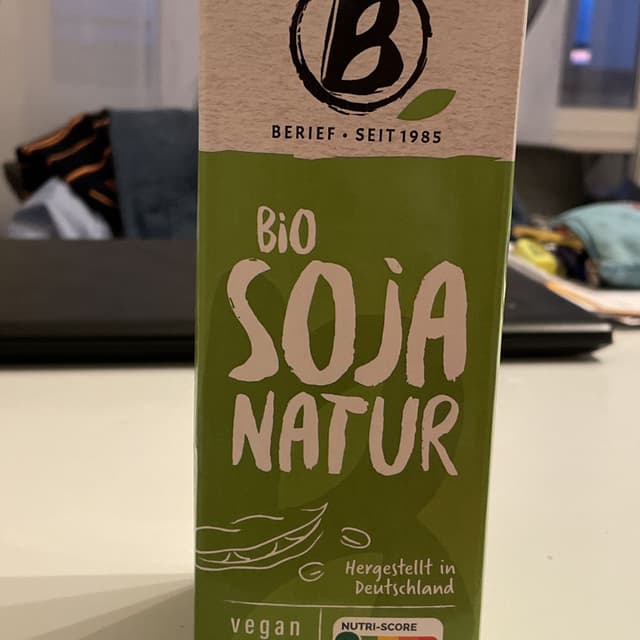 B
BERIEF · SEIT 1985
BiO
SOjA
NATUR
Hergestellt in
Deutschland
vegan
NUTRI-SCORE